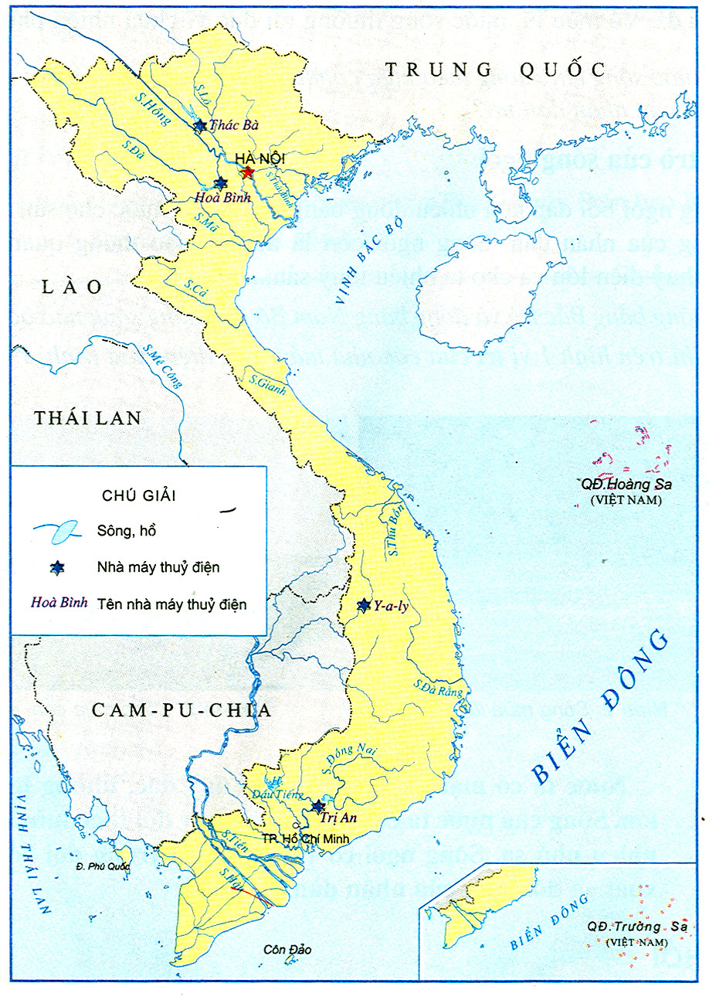 TRUNG QUỐC
S.Lô
S.Hồng
Thác Bà
S.Đà
HÀ NỘI
S.Thái Bình
Hoà Bình
S.Mã
VỊNH BẮC BỘ
LÀO
S.Cả
S.Mê Công
S.Gianh
THÁI LAN
QĐ.Hoàng Sa
(VIỆT NAM)
CHÚ GIẢI
Sông, hồ
Nhà máy thuỷ điện
Hoà Bình Tên nhà máy thuỷ điện
S.Thu Bồn
Y-a-ly
S.Đà Rằng
BIỂN ĐÔNG
CAM-PU-CHIA
S.Đồng Nai
H.
Dầu Tiếng
Trị An
TP. Hồ Chí Minh
S.Tiền
S.Hậu
Đ. Phú Quốc
VỊNH THÁI LAN
Côn Đảo
BIỂN ĐÔNG
QĐ.Trường Sa
(VIỆT NAM)